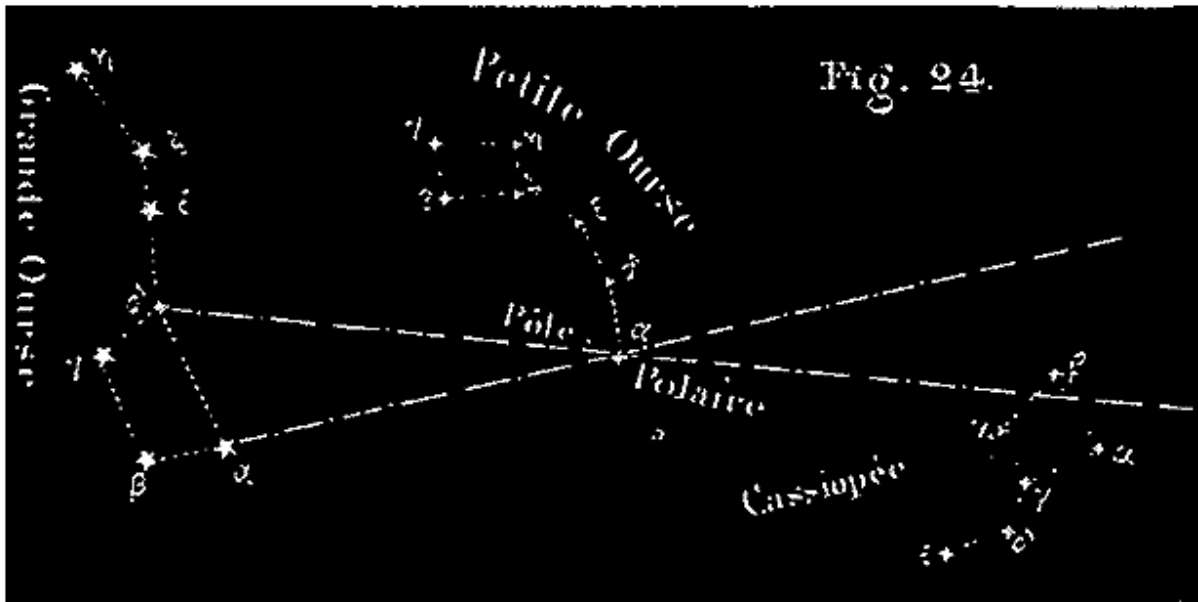 Fig. 24.
Petite Ourse
Grande Ourse
Pôle
α
Polaire
Cassiopée
β
α
γ
γ
ε
α
γ
δ